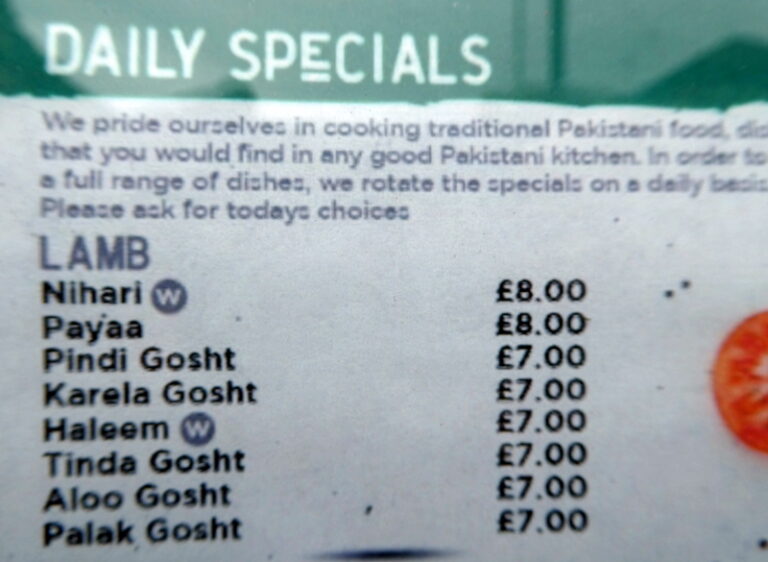 DAILY SPECIALS
We pride ourselves in cooking traditional Pakistani food,
that you would find in any good Pakistani kitchen. In order to
a full range of dishes, we rotate the specials on a daily basis
Please ask for todays choices
LAMB
Nihari W £8.00
Payaa £8.00
Pindi Gosht £7.00
Karela Gosht £7.00
Haleem W £7.00
Tinda Gosht £7.00
Aloo Gosht £7.00
Palak Gosht £7.00